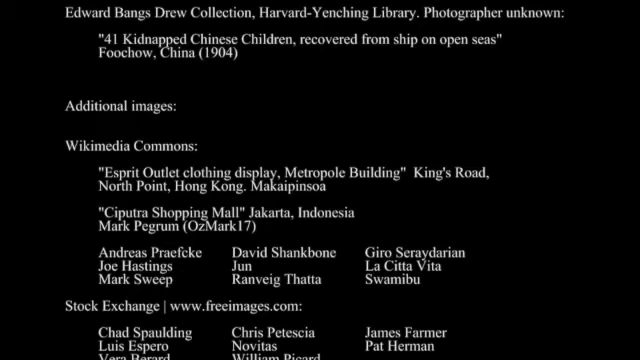 Edward Bangs Drew Collection, Harvard-Yenching Library. Photographer unknown:
"41 Kidnapped Chinese Children, recovered from ship on open seas"
Foochow, China (1904)
Additional images:
Wikimedia Commons:
"Esprit Outlet clothing display, Metropole Building" King's Road,
North Point, Hong Kong. Makaipinsoa
"Ciputra Shopping Mall" Jakarta, Indonesia
Mark Pegrum (OzMark17)
Andreas Praefcke David Shankbone Giro Seraydarian
Joe Hastings Jun La Citta Vita
Mark Sweep Ranveig Thatta Swamibu
Stock Exchange | www.freeimages.com:
Chad Spaulding Chris Petescia James Farmer
Luis Espero Novitas Pat Herman
Vera Berard William Picard